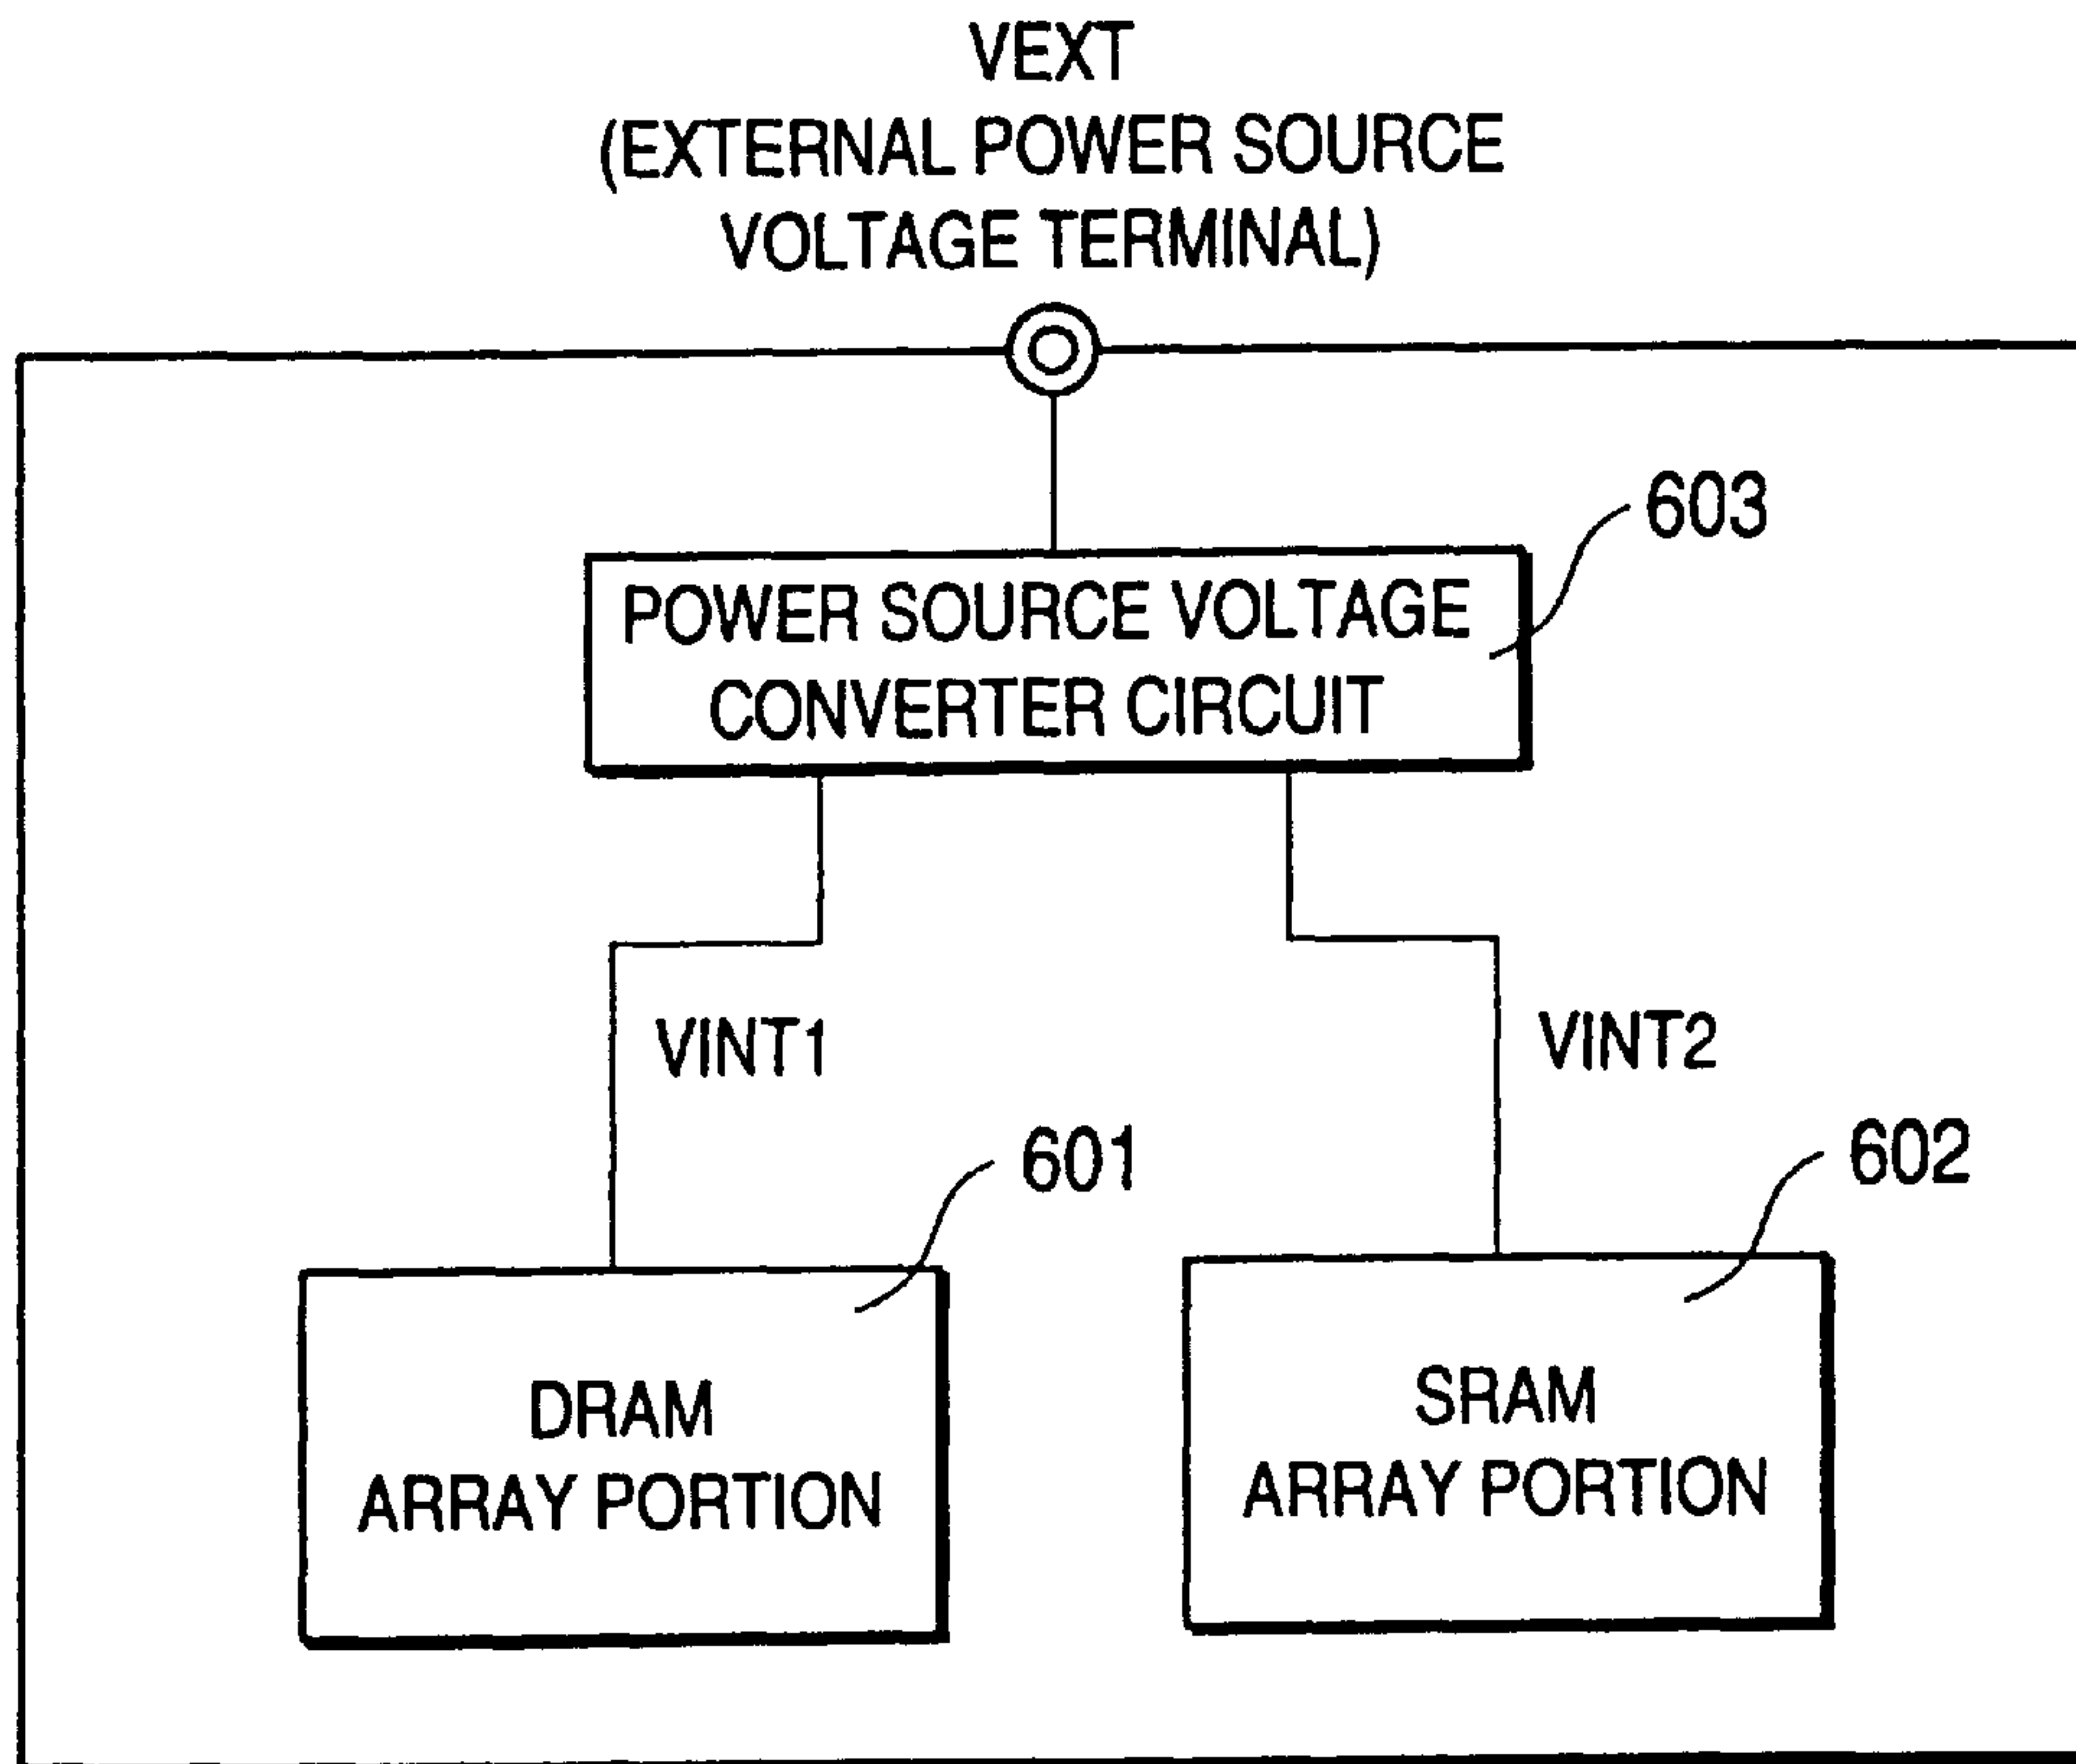 VEXT
(EXTERNAL POWER SOURCE
VOLTAGE TERMINAL)
603
POWER SOURCE VOLTAGE
CONVERTER CIRCUIT
VINT1
VINT2
601
602
DRAM
ARRAY PORTION
SRAM
ARRAY PORTION